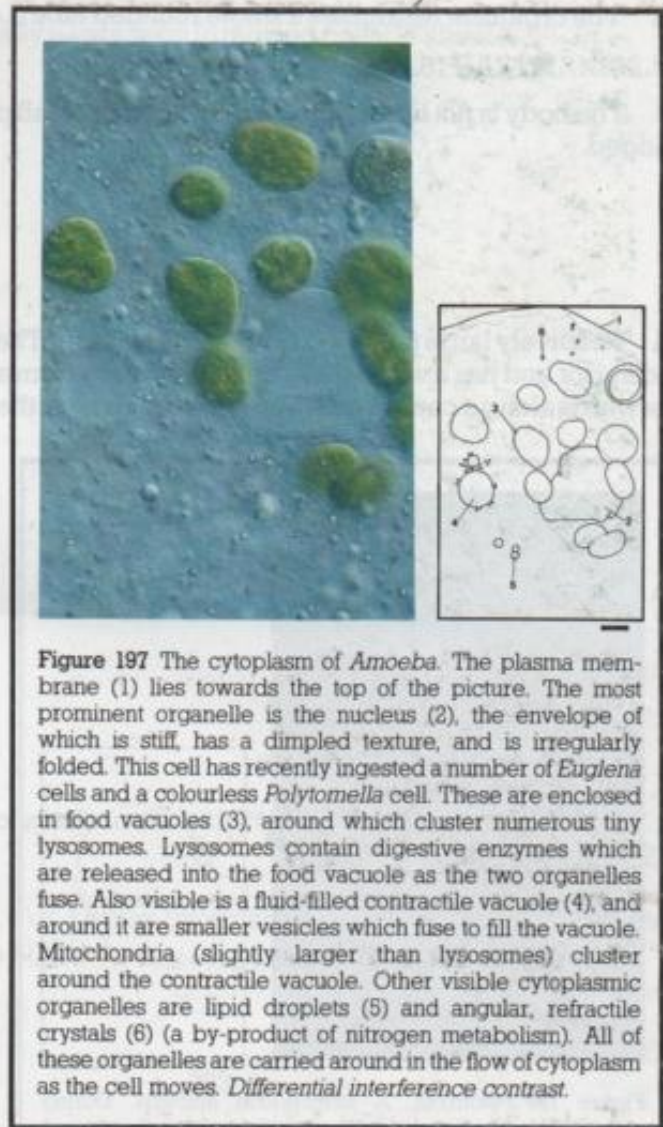 1
6
3
4
2
5
Figure 197 The cytoplasm of Amoeba. The plasma mem-
brane (1) lies towards the top of the picture. The most
prominent organelle is the nucleus (2), the envelope of
which is stiff, has a dimpled texture, and is irregularly
folded. This cell has recently ingested a number of Euglena
cells and a colourless Polytomella cell. These are enclosed
in food vacuoles (3), around which cluster numerous tiny
lysosomes. Lysosomes contain digestive enzymes which
are released into the food vacuole as the two organelles
fuse. Also visible is a fluid-filled contractile vacuole (4), and
around it are smaller vesicles which fuse to fill the vacuole.
Mitochondria (slightly larger than lysosomes) cluster
around the contractile vacuole. Other visible cytoplasmic
organelles are lipid droplets (5) and angular, refractile
crystals (6) (a by-product of nitrogen metabolism). All of
these organelles are carried around in the flow of cytoplasm
as the cell moves. Differential interference contrast.